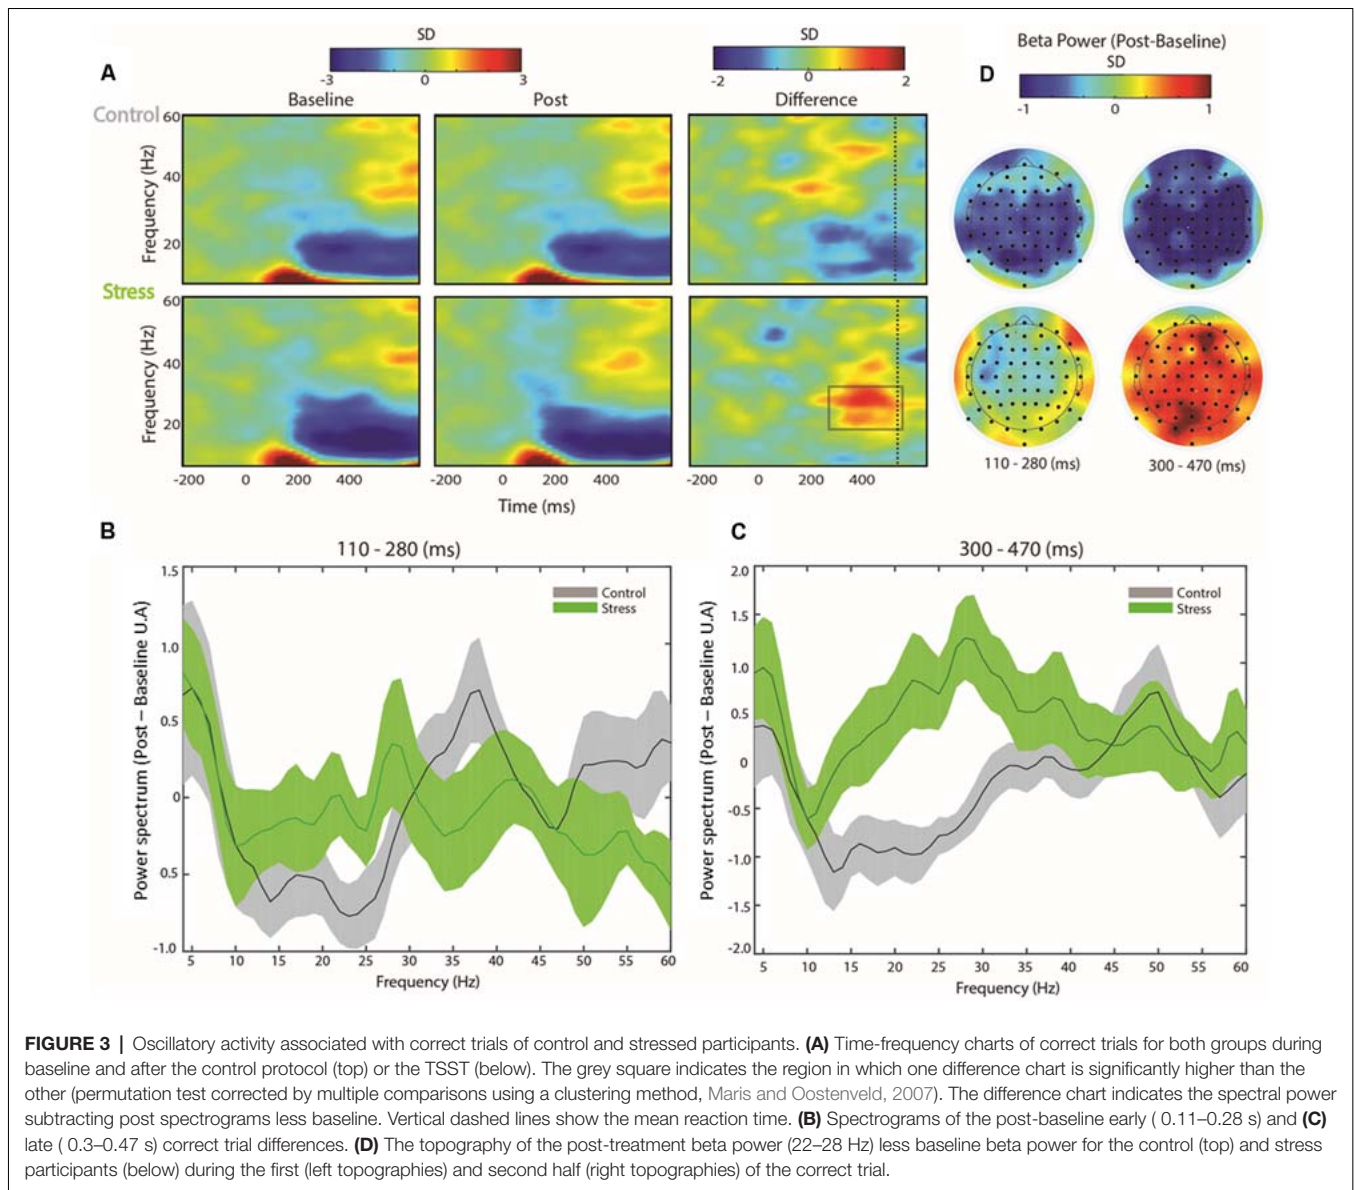 SD
SD
Beta Power (Post-Baseline)
SD
A
-3 0 3
-2 0 2
D
-1 0 1
Baseline Post Difference
Control
60
40
20
Frequency (Hz)
Stress
60
40
20
Frequency (Hz)
-200 0 200 400
-200 0 200 400
-200 0 200 400
Time (ms)
110 - 280 (ms)
300 - 470 (ms)
B
110 - 280 (ms)
Control
Stress
Power spectrum (Post – Baseline U.A)
1.5
1.0
0.5
0
0.5
-1.0
5 10 15 20 25 30 35 40 45 50 55 60
Frequency (Hz)
C
300 - 470 (ms)
Control
Stress
Power spectrum (Post – Baseline U.A)
2.0
1.5
1.0
0.5
0
-0.5
-1.0
-1.5
-2.0
5 10 15 20 25 30 35 40 45 50 55 60
Frequency (Hz)
FIGURE 3 | Oscillatory activity associated with correct trials of control and stressed participants. (A) Time-frequency charts of correct trials for both groups during
baseline and after the control protocol (top) or the TSST (below). The grey square indicates the region in which one difference chart is significantly higher than the
other (permutation test corrected by multiple comparisons using a clustering method, Maris and Oostenveld, 2007). The difference chart indicates the spectral power
subtracting post spectrograms less baseline. Vertical dashed lines show the mean reaction time. (B) Spectrograms of the post-baseline early ( 0.11–0.28 s) and (C)
late ( 0.3–0.47 s) correct trial differences. (D) The topography of the post-treatment beta power (22–28 Hz) less baseline beta power for the control (top) and stress
participants (below) during the first (left topographies) and second half (right topographies) of the correct trial.